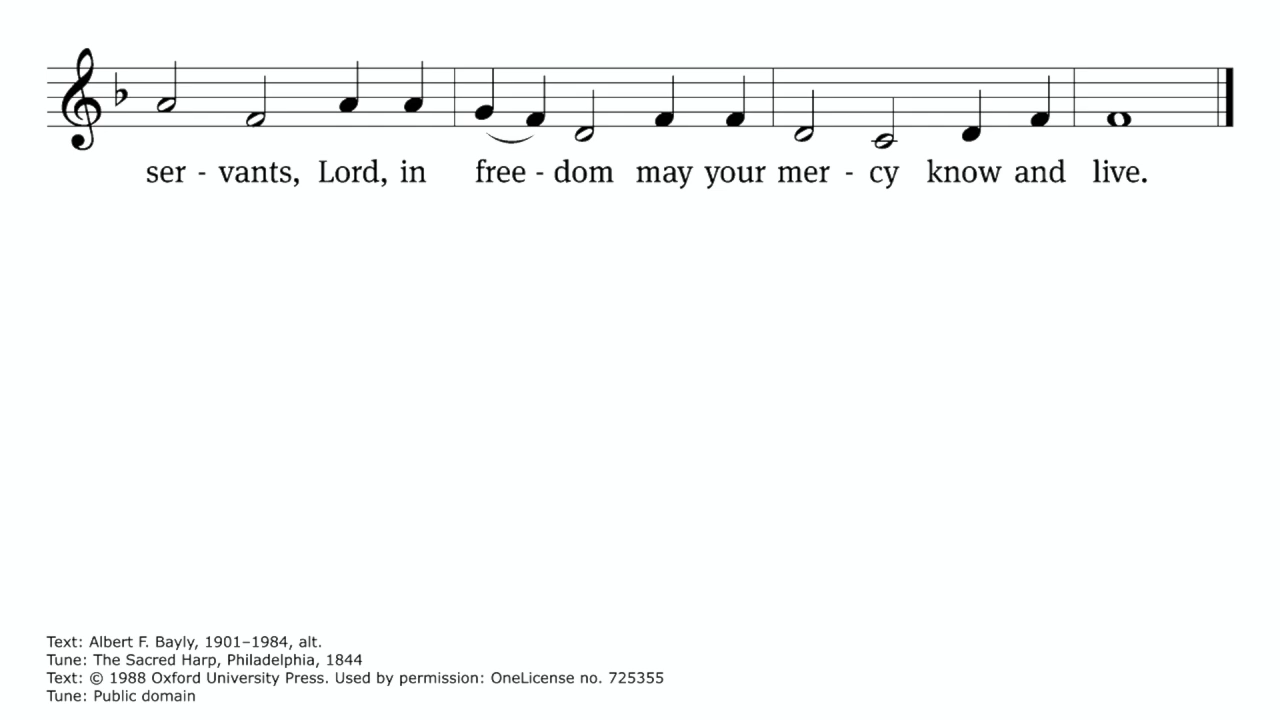 ser - vants, Lord, in free - dom may your mer - cy know and live.
Text: Albert F. Bayly, 1901–1984, alt.
Tune: The Sacred Harp, Philadelphia, 1844
Text: © 1988 Oxford University Press. Used by permission: OneLicense no. 725355
Tune: Public domain